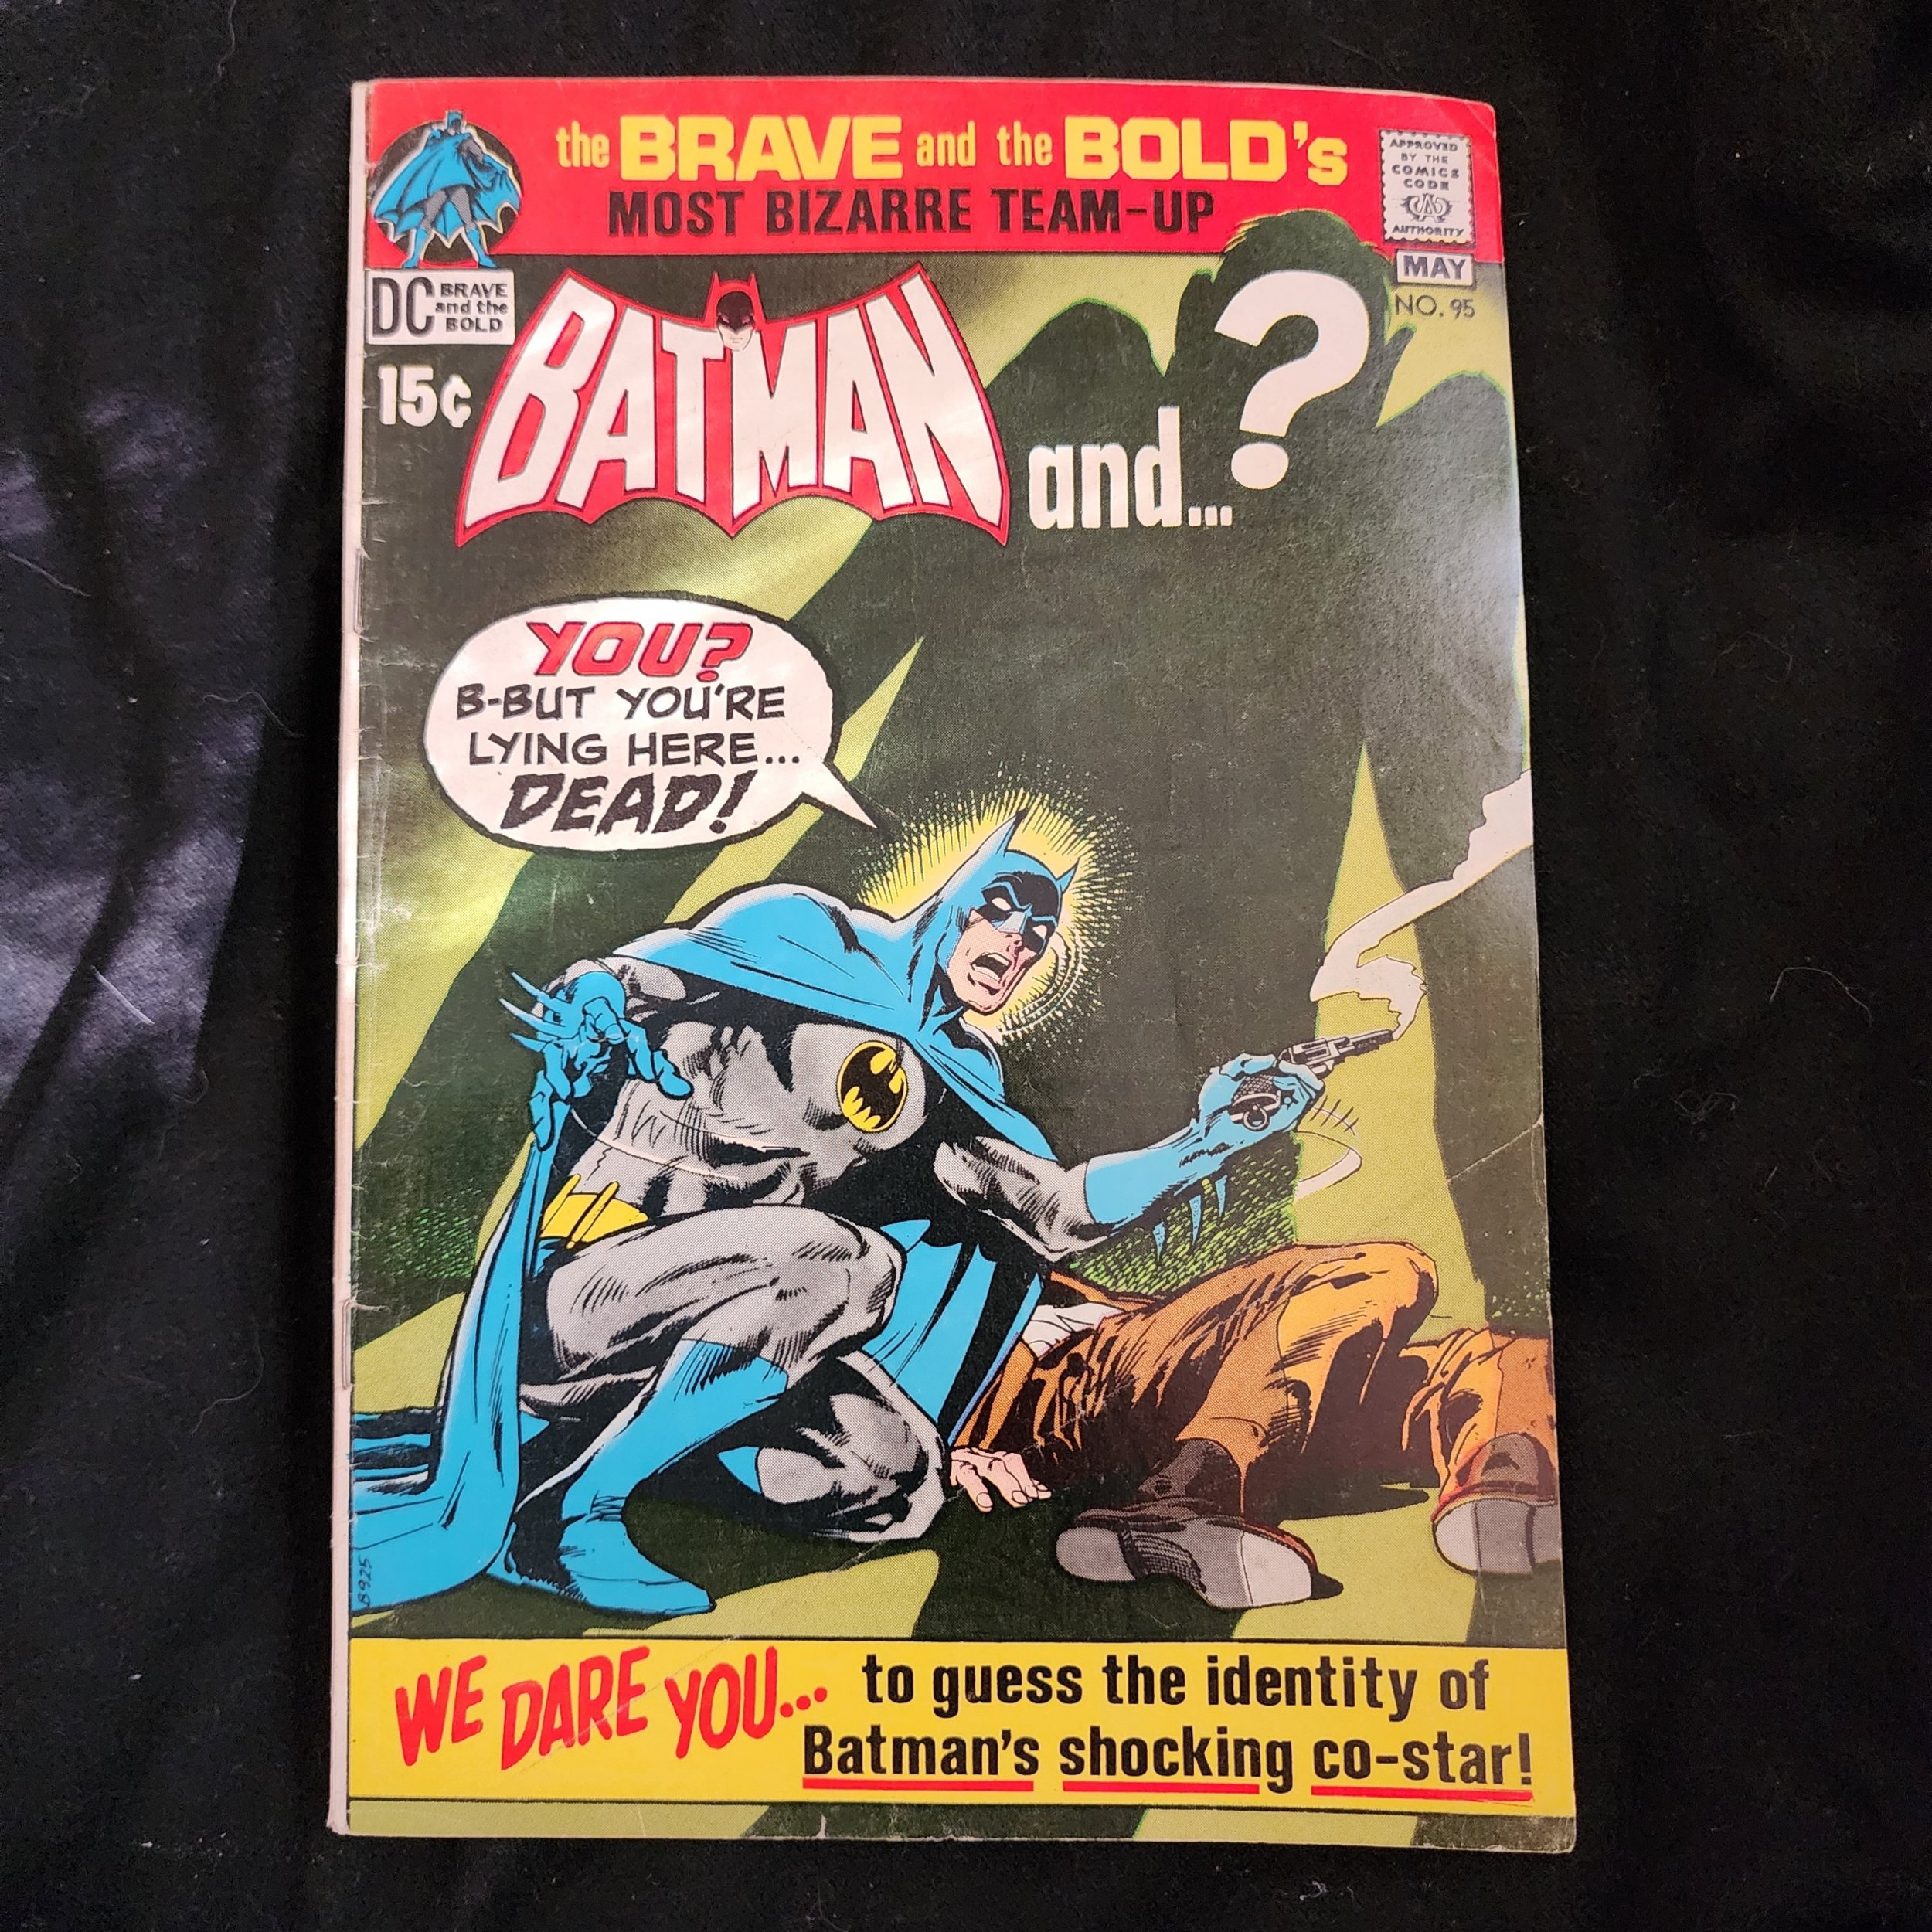 the BRAVE and the BOLD's
MOST BIZARRE TEAM-UP
APPROVED
BY THE
COMICS
CODE
AUTHORITY
MAY
NO. 95
DC BRAVE
and the
BOLD
15¢
BATMAN and...?
YOU?
B-BUT YOU'RE
LYING HERE...
DEAD!
B925
WE DARE YOU... to guess the identity of
Batman's shocking co-star!